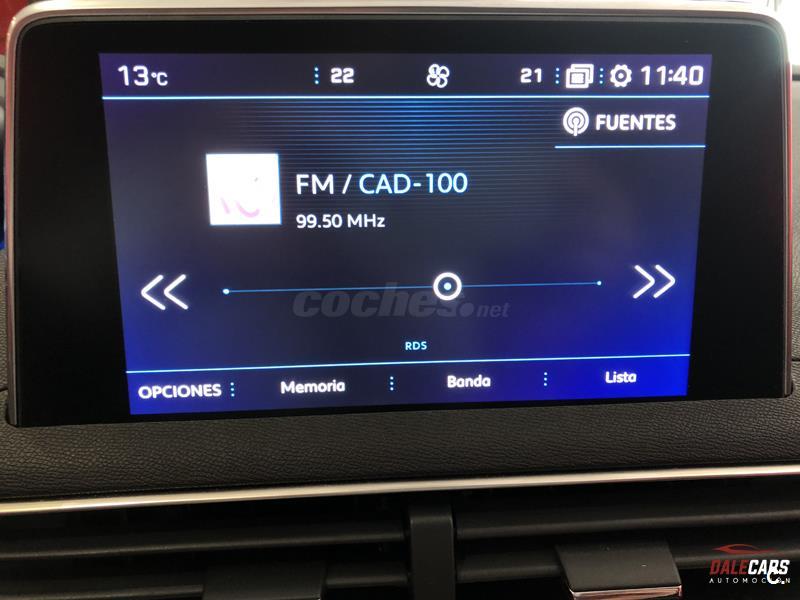 13°C 22 21 11:40
FUENTES
FM / CAD-100
99.50 MHz
coches.net
RDS
OPCIONES Memoria Banda Lista
DALECARS
AUTOMOCIÓN
c.